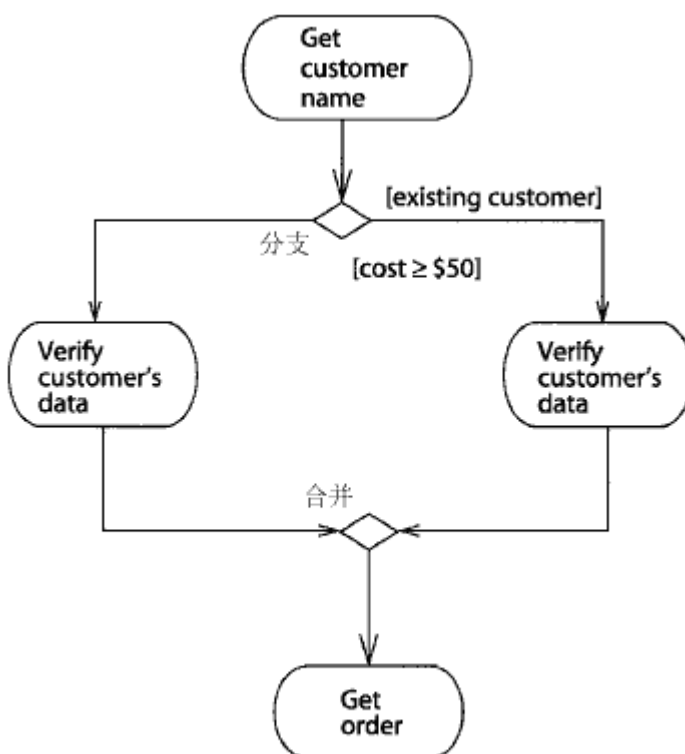 Get
customer
name
[existing customer]
分支
[cost ≥ $50]
Verify
customer's
data
Verify
customer's
data
合并
Get
order